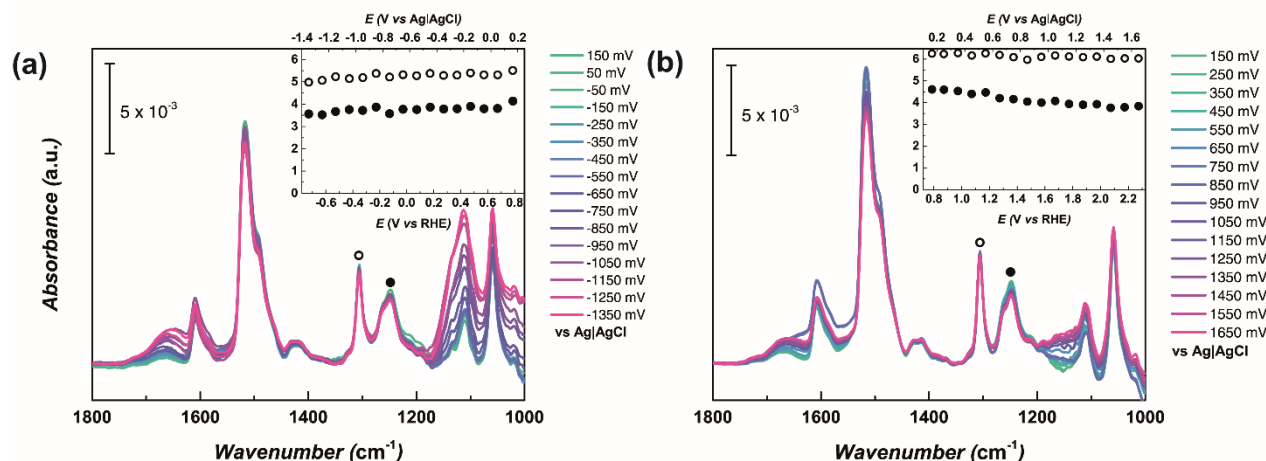 (a)
Absorbance (a.u.)
5 x 10⁻³
E (V vs Ag|AgCl)
-1.4 -1.2 -1.0 -0.8 -0.6 -0.4 -0.2 0.0 0.2
6
5
4
3
2
1
0
-0.6 -0.4 -0.2 0.0 0.2 0.4 0.6 0.8
E (V vs RHE)
150 mV
50 mV
-50 mV
-150 mV
-250 mV
-350 mV
-450 mV
-550 mV
-650 mV
-750 mV
-850 mV
-950 mV
-1050 mV
-1150 mV
-1250 mV
-1350 mV
vs Ag|AgCl
1800 1600 1400 1200 1000
Wavenumber (cm⁻¹)
(b)
5 x 10⁻³
E (V vs Ag|AgCl)
0.2 0.4 0.6 0.8 1.0 1.2 1.4 1.6
6
5
4
3
2
1
0
0.8 1.0 1.2 1.4 1.6 1.8 2.0 2.2
E (V vs RHE)
150 mV
250 mV
350 mV
450 mV
550 mV
650 mV
750 mV
850 mV
950 mV
1050 mV
1150 mV
1250 mV
1350 mV
1450 mV
1550 mV
1650 mV
vs Ag|AgCl
1800 1600 1400 1200 1000
Wavenumber (cm⁻¹)